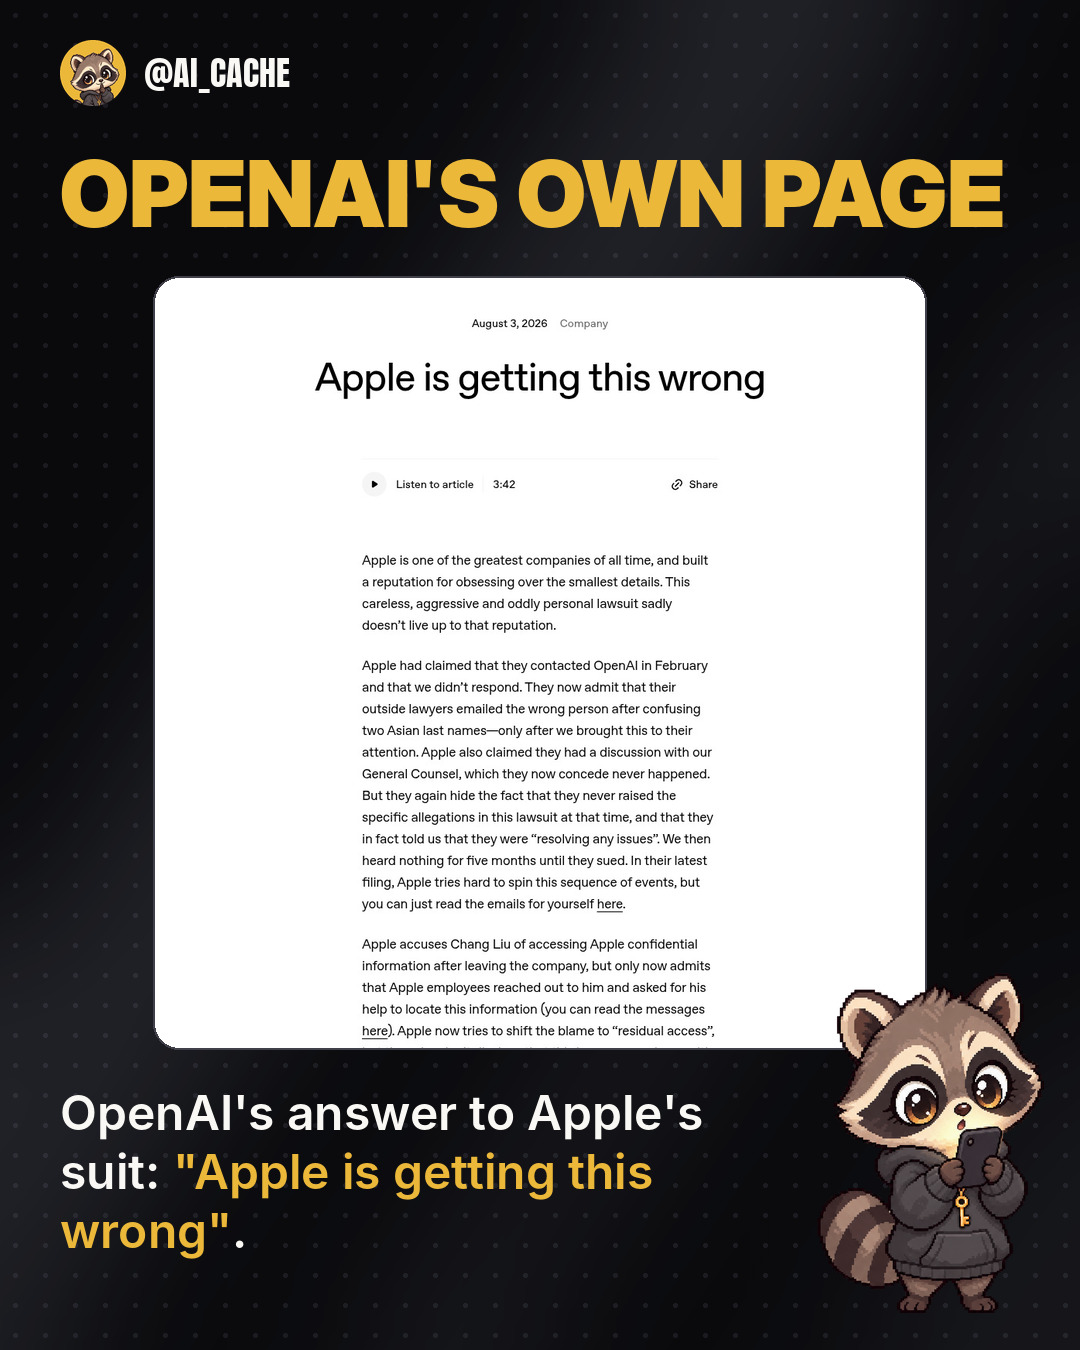 @AI_CACHE
OPENAI'S OWN PAGE
August 3, 2026 Company
Apple is getting this wrong
Listen to article 3:42 Share
Apple is one of the greatest companies of all time, and built
a reputation for obsessing over the smallest details. This
careless, aggressive and oddly personal lawsuit sadly
doesn’t live up to that reputation.
Apple had claimed that they contacted OpenAI in February
and that we didn’t respond. They now admit that their
outside lawyers emailed the wrong person after confusing
two Asian last names—only after we brought this to their
attention. Apple also claimed they had a discussion with our
General Counsel, which they now concede never happened.
But they again hide the fact that they never raised the
specific allegations in this lawsuit at that time, and that they
in fact told us that they were “resolving any issues”. We then
heard nothing for five months until they sued. In their latest
filing, Apple tries hard to spin this sequence of events, but
you can just read the emails for yourself here.
Apple accuses Chang Liu of accessing Apple confidential
information after leaving the company, but only now admits
that Apple employees reached out to him and asked for his
help to locate this information (you can read the messages
here). Apple now tries to shift the blame to “residual access”,
OpenAI's answer to Apple's
suit: "Apple is getting this
wrong".